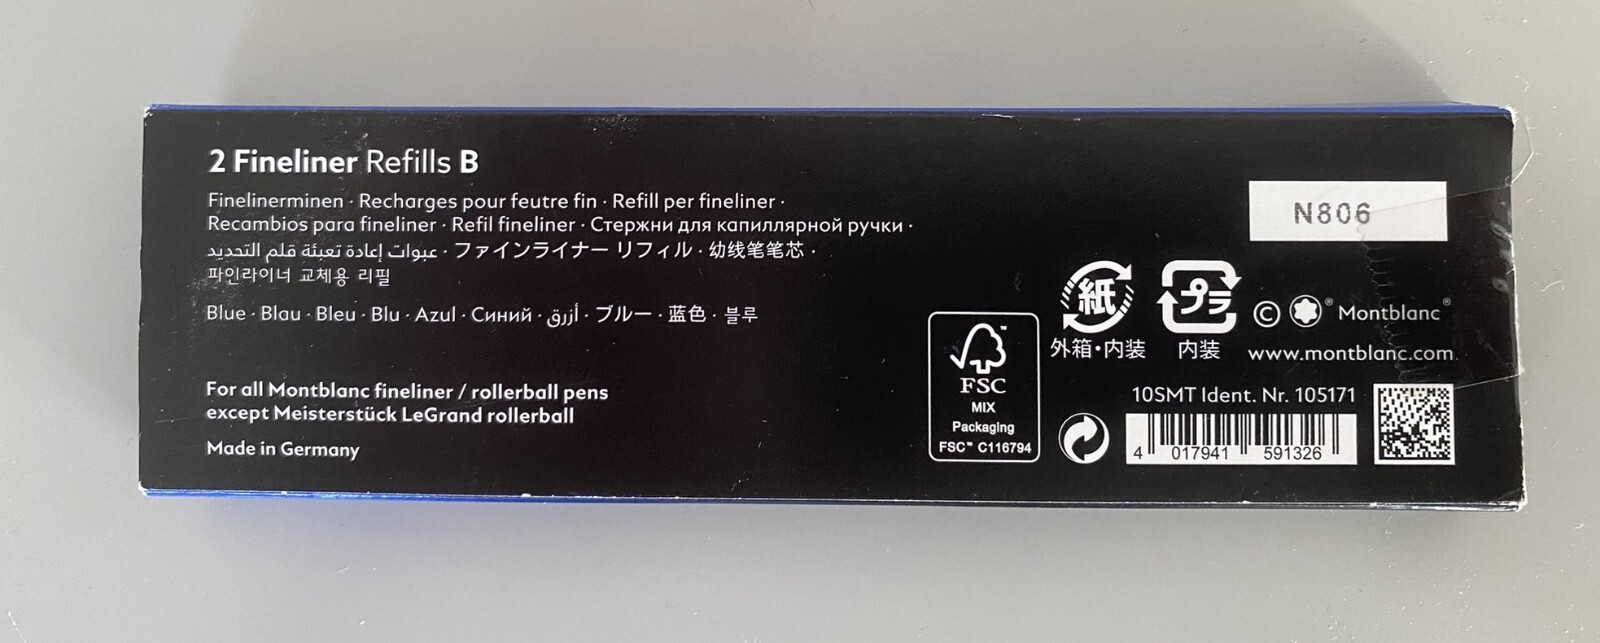 2 Fineliner Refills B
Finelinerminen · Recharges pour feutre fin · Refill per fineliner ·
Recambios para fineliner · Refil fineliner · Стержни для капиллярной ручки ·
عبوات إعادة تعبئة قلم التحديد · ファインライナー リフィル · 幼线笔笔芯 ·
파인라이너 교체용 리필
Blue · Blau · Bleu · Blu · Azul · Синий · أزرق · ブルー · 蓝色 · 블루
For all Montblanc fineliner / rollerball pens
except Meisterstück LeGrand rollerball
Made in Germany
N806
紙
外箱・内装
プラ
内装
© ® Montblanc®
www.montblanc.com
FSC™
MIX
Packaging
FSC™ C116794
10SMT Ident. Nr. 105171
4 017941 591326